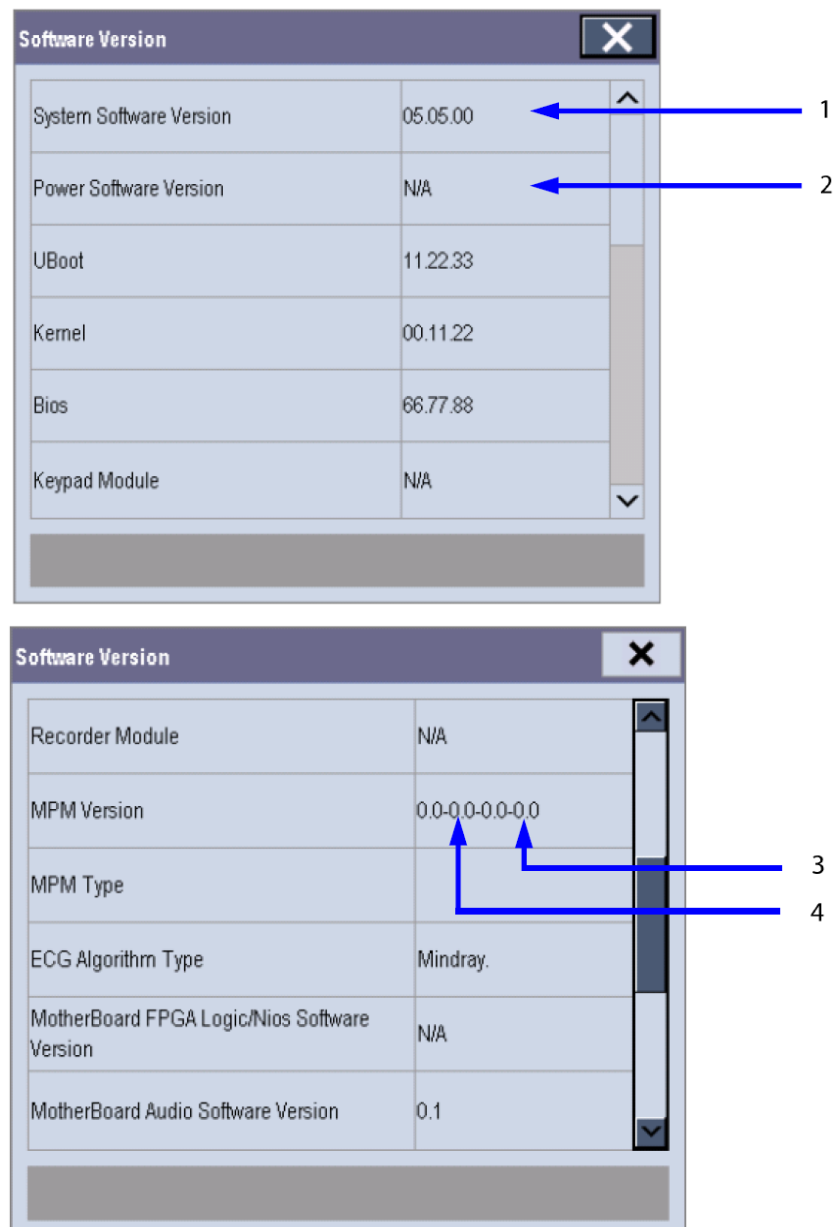 Software Version
System Software Version 05.05.00 1
Power Software Version N/A 2
UBoot 11.22.33
Kernel 00.11.22
Bios 66.77.88
Keypad Module N/A
Software Version
Recorder Module N/A
MPM Version 0.0-0.0-0.0-0.0
3
MPM Type
4
ECG Algorithm Type Mindray.
MotherBoard FPGA Logic/Nios Software
Version N/A
MotherBoard Audio Software Version 0.1